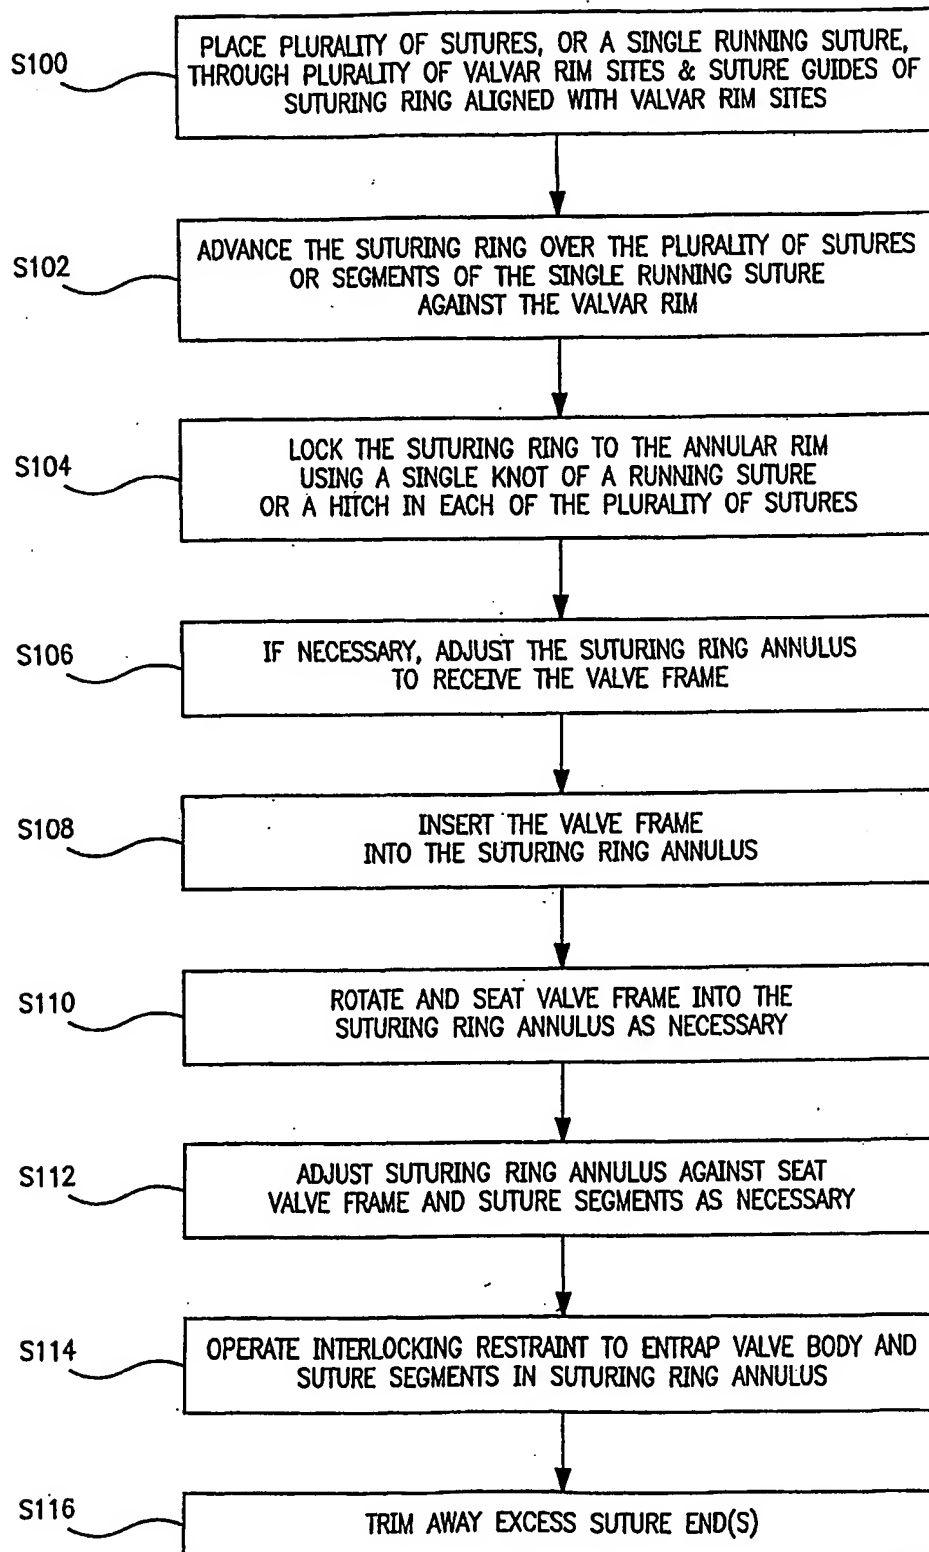 S100
PLACE PLURALITY OF SUTURES, OR A SINGLE RUNNING SUTURE,
THROUGH PLURALITY OF VALVAR RIM SITES & SUTURE GUIDES OF
SUTURING RING ALIGNED WITH VALVAR RIM SITES
S102
ADVANCE THE SUTURING RING OVER THE PLURALITY OF SUTURES
OR SEGMENTS OF THE SINGLE RUNNING SUTURE
AGAINST THE VALVAR RIM
S104
LOCK THE SUTURING RING TO THE ANNULAR RIM
USING A SINGLE KNOT OF A RUNNING SUTURE
OR A HITCH IN EACH OF THE PLURALITY OF SUTURES
S106
IF NECESSARY, ADJUST THE SUTURING RING ANNULUS
TO RECEIVE THE VALVE FRAME
S108
INSERT THE VALVE FRAME
INTO THE SUTURING RING ANNULUS
S110
ROTATE AND SEAT VALVE FRAME INTO THE
SUTURING RING ANNULUS AS NECESSARY
S112
ADJUST SUTURING RING ANNULUS AGAINST SEAT
VALVE FRAME AND SUTURE SEGMENTS AS NECESSARY
S114
OPERATE INTERLOCKING RESTRAINT TO ENTRAP VALVE BODY AND
SUTURE SEGMENTS IN SUTURING RING ANNULUS
S116
TRIM AWAY EXCESS SUTURE END(S)